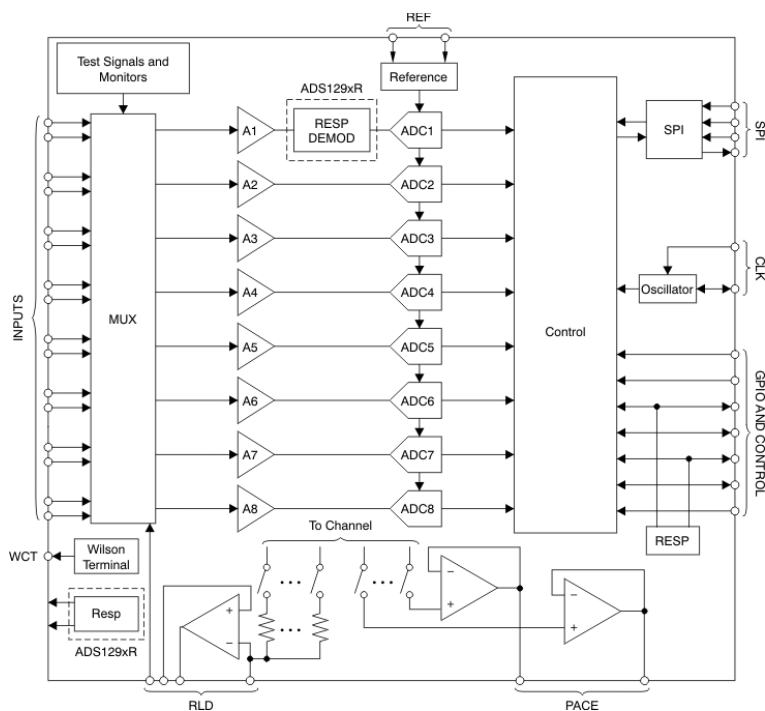 REF
Test Signals and
Monitors
Reference
ADS129xR
A1
RESP
DEMOD
ADC1
SPI
SPI
A2
ADC2
A3
ADC3
CLK
A4
ADC4
Oscillator
INPUTS
MUX
Control
A5
ADC5
A6
ADC6
GPIO AND CONTROL
A7
ADC7
A8
ADC8
To Channel
RESP
WCT
Wilson
Terminal
Resp
ADS129xR
+
−
−
+
−
+
RLD
PACE